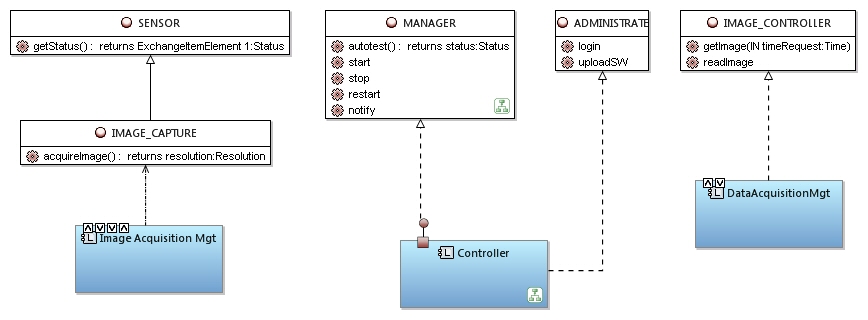 SENSOR
getStatus() : returns ExchangeItemElement 1:Status
IMAGE_CAPTURE
acquireImage() : returns resolution:Resolution
L Image Acquisition Mgt
MANAGER
autotest() : returns status:Status
start
stop
restart
notify
L Controller
ADMINISTRATE
login
uploadSW
IMAGE_CONTROLLER
getImage(IN timeRequest:Time)
readImage
L DataAcquisitionMgt